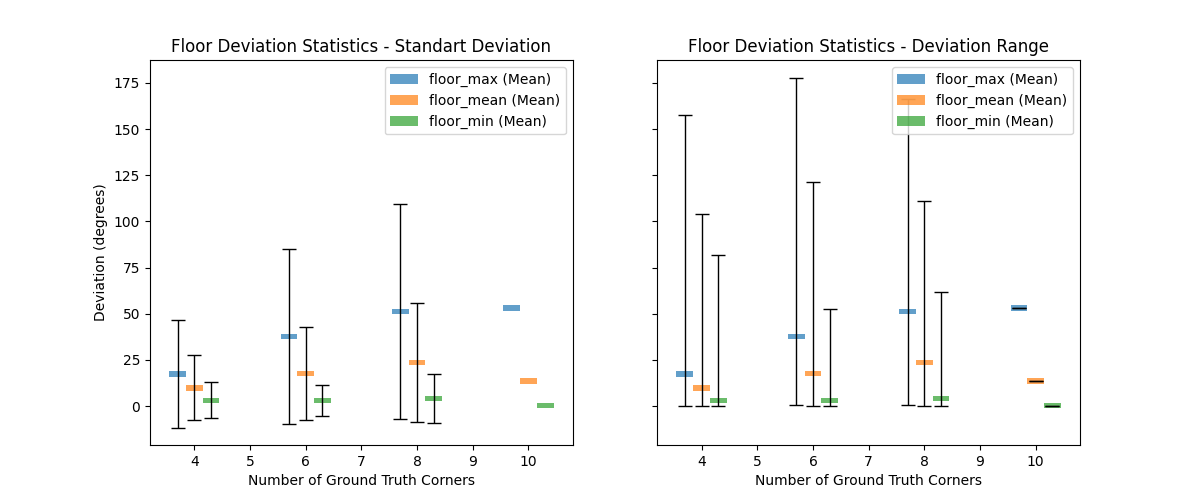 Floor Deviation Statistics - Standart Deviation
floor_max (Mean)
floor_mean (Mean)
floor_min (Mean)
175
150
125
100
75
50
25
0
Deviation (degrees)
4 5 6 7 8 9 10
Number of Ground Truth Corners
Floor Deviation Statistics - Deviation Range
floor_max (Mean)
floor_mean (Mean)
floor_min (Mean)
4 5 6 7 8 9 10
Number of Ground Truth Corners